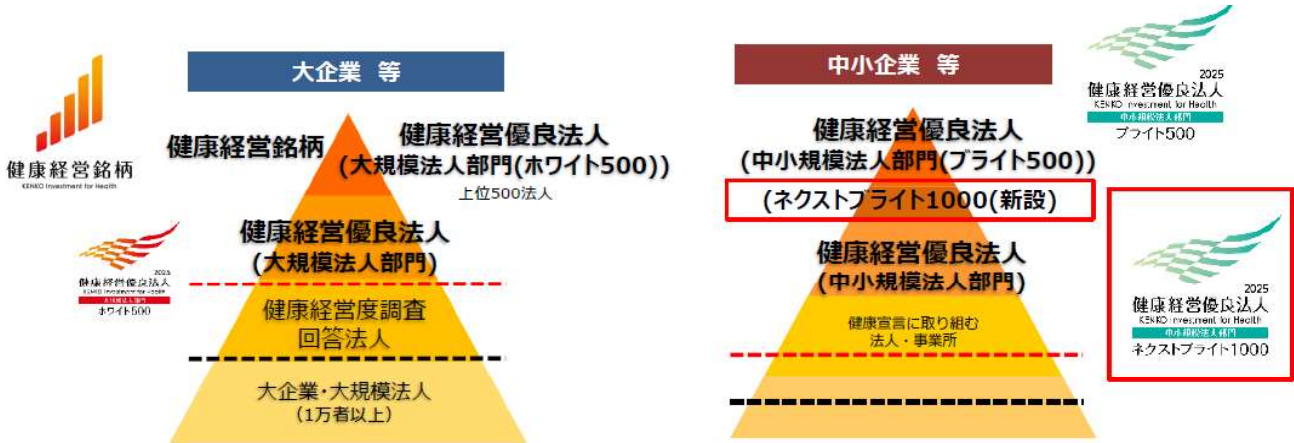 大企業 等
健康経営銘柄
KENKO Investment for Health
健康経営銘柄
健康経営優良法人
(大規模法人部門(ホワイト500))
上位500法人
健康経営優良法人
(大規模法人部門)
2025
健康経営優良法人
KENKO Investment for Health
大規模法人部門
ホワイト500
健康経営度調査
回答法人
大企業・大規模法人
(1万者以上)
中小企業 等
2025
健康経営優良法人
KENKO Investment for Health
中小規模法人部門
ブライト500
健康経営優良法人
(中小規模法人部門(ブライト500))
(ネクストブライト1000(新設)
健康経営優良法人
(中小規模法人部門)
健康宣言に取り組む
法人・事業所
2025
健康経営優良法人
KENKO Investment for Health
中小規模法人部門
ネクストブライト1000